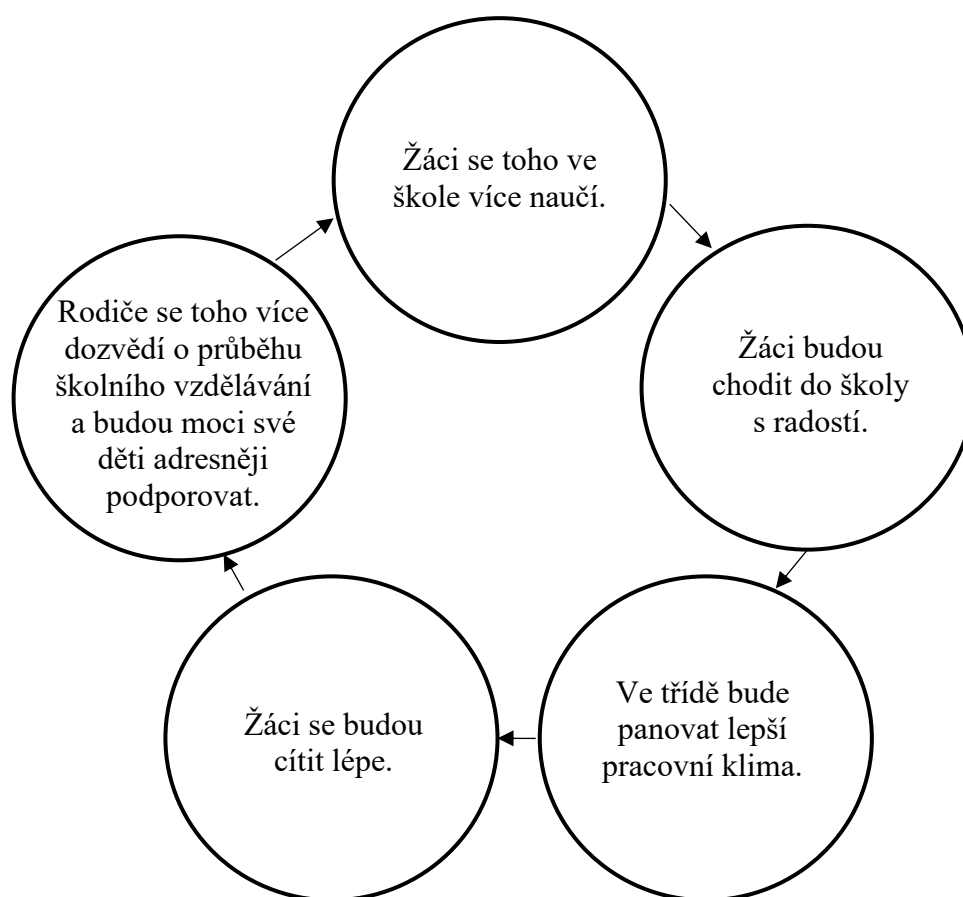 Žáci se toho ve
škole více naučí.
Žáci budou
chodit do školy
s radostí.
Ve třídě bude
panovat lepší
pracovní klima.
Žáci se budou
cítit lépe.
Rodiče se toho více
dozvědí o průběhu
školního vzdělávání
a budou moci své
děti adresněji
podporovat.